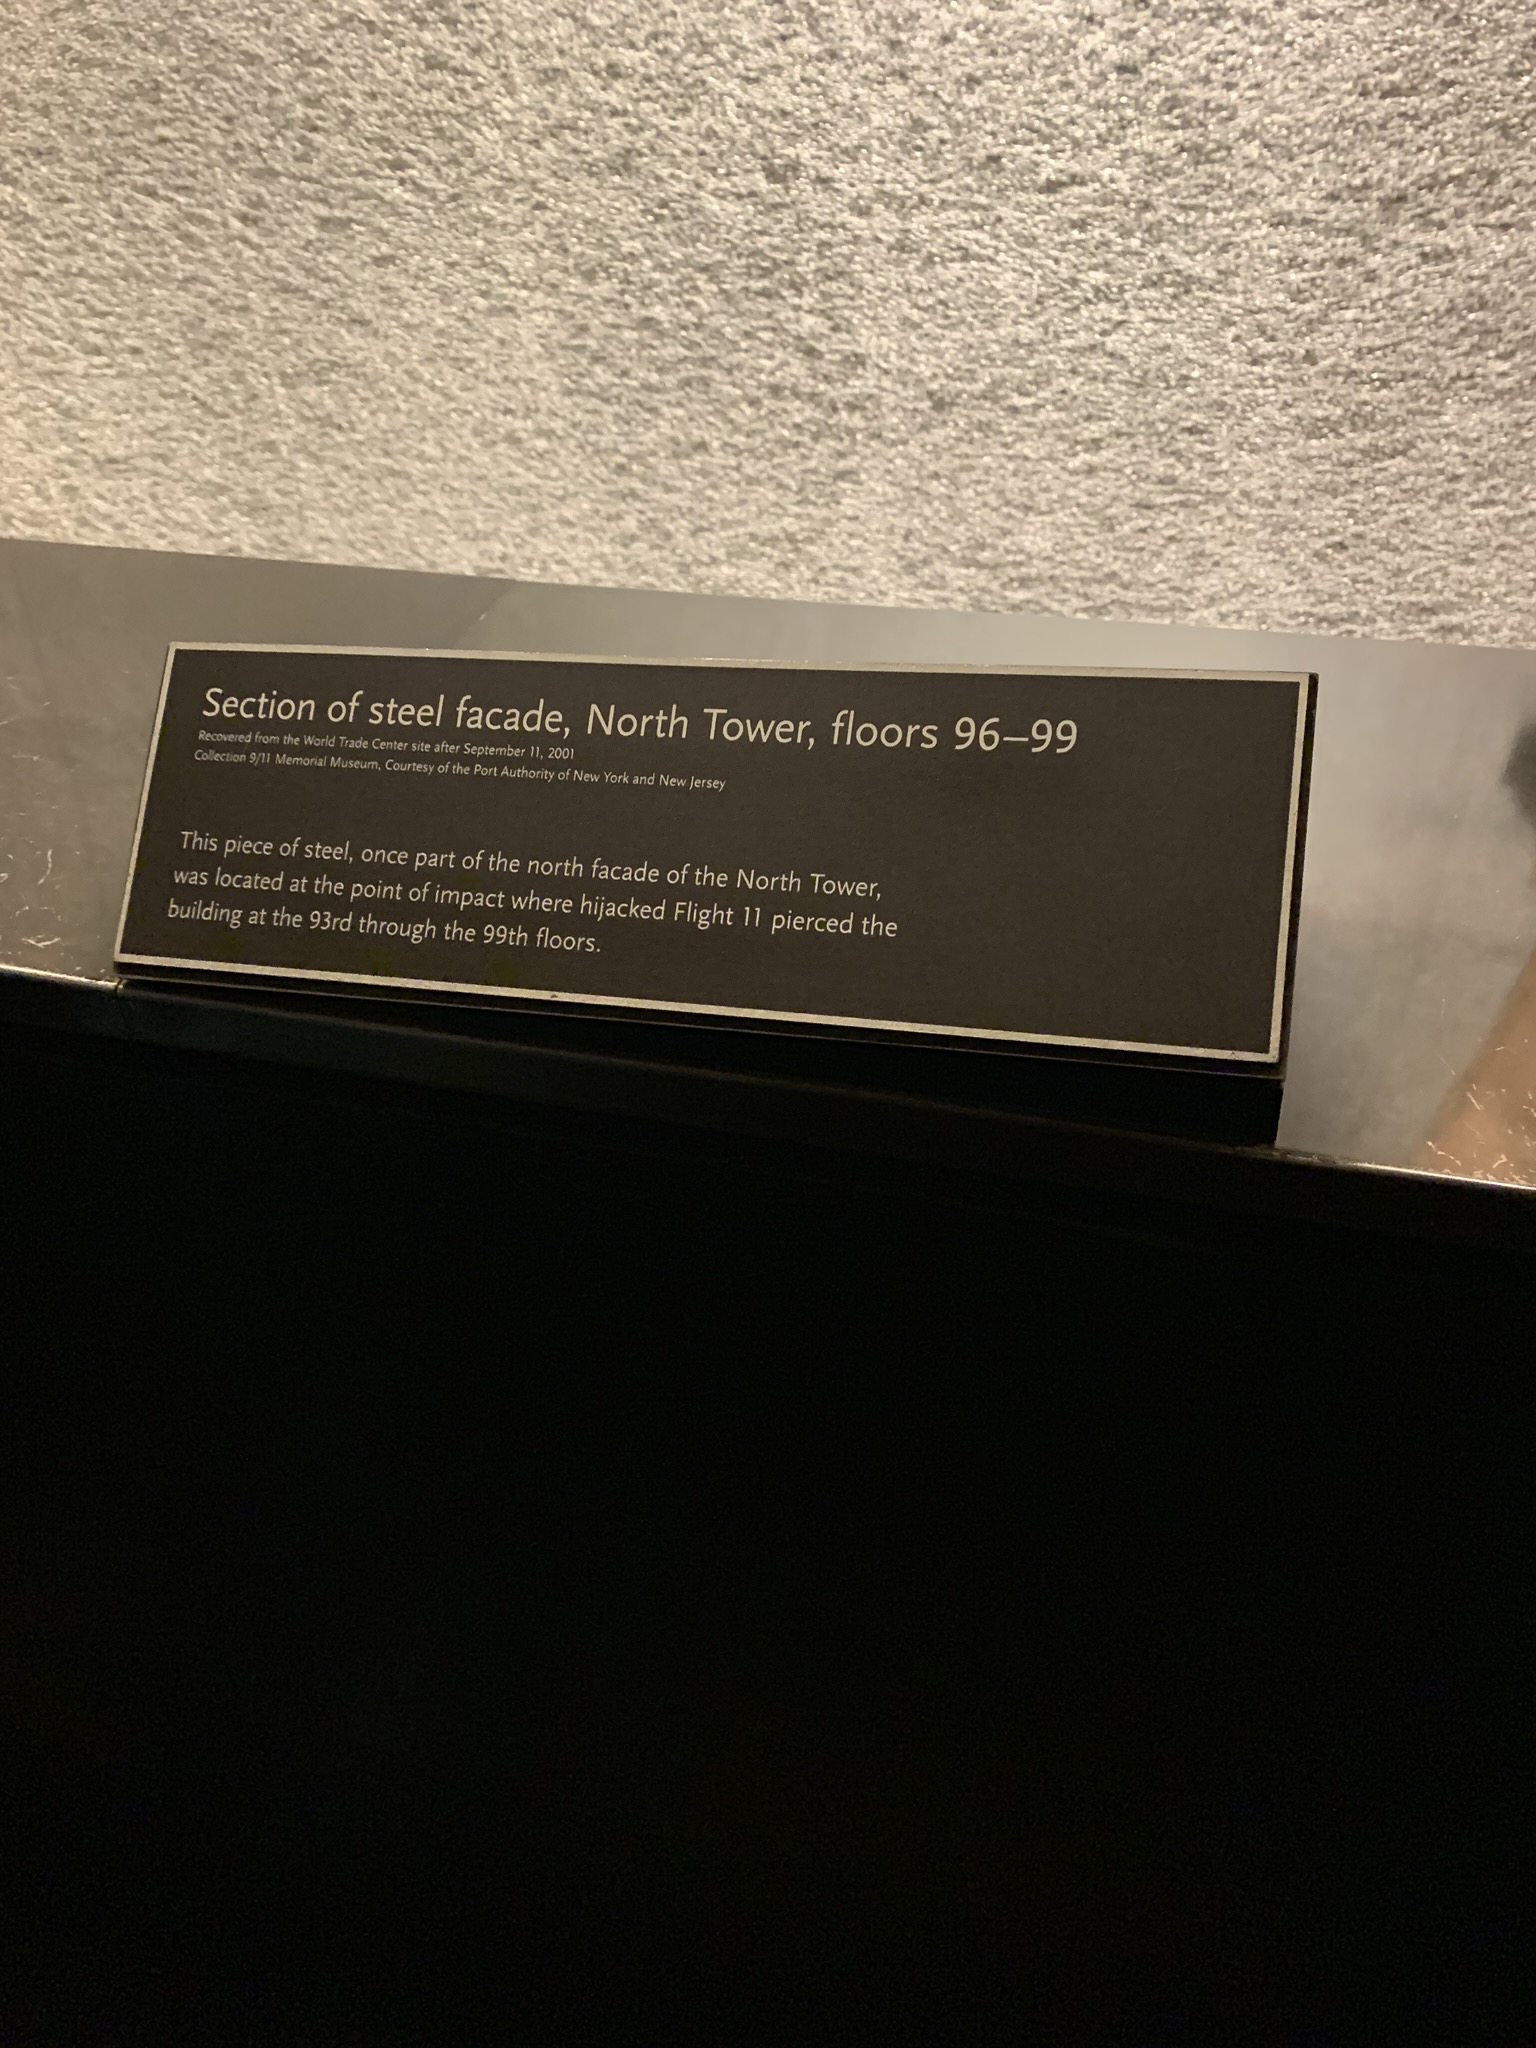 Section of steel facade, North Tower, floors 96–99
Recovered from the World Trade Center site after September 11, 2001
Collection 9/11 Memorial Museum, Courtesy of the Port Authority of New York and New Jersey
This piece of steel, once part of the north facade of the North Tower,
was located at the point of impact where hijacked Flight 11 pierced the
building at the 93rd through the 99th floors.